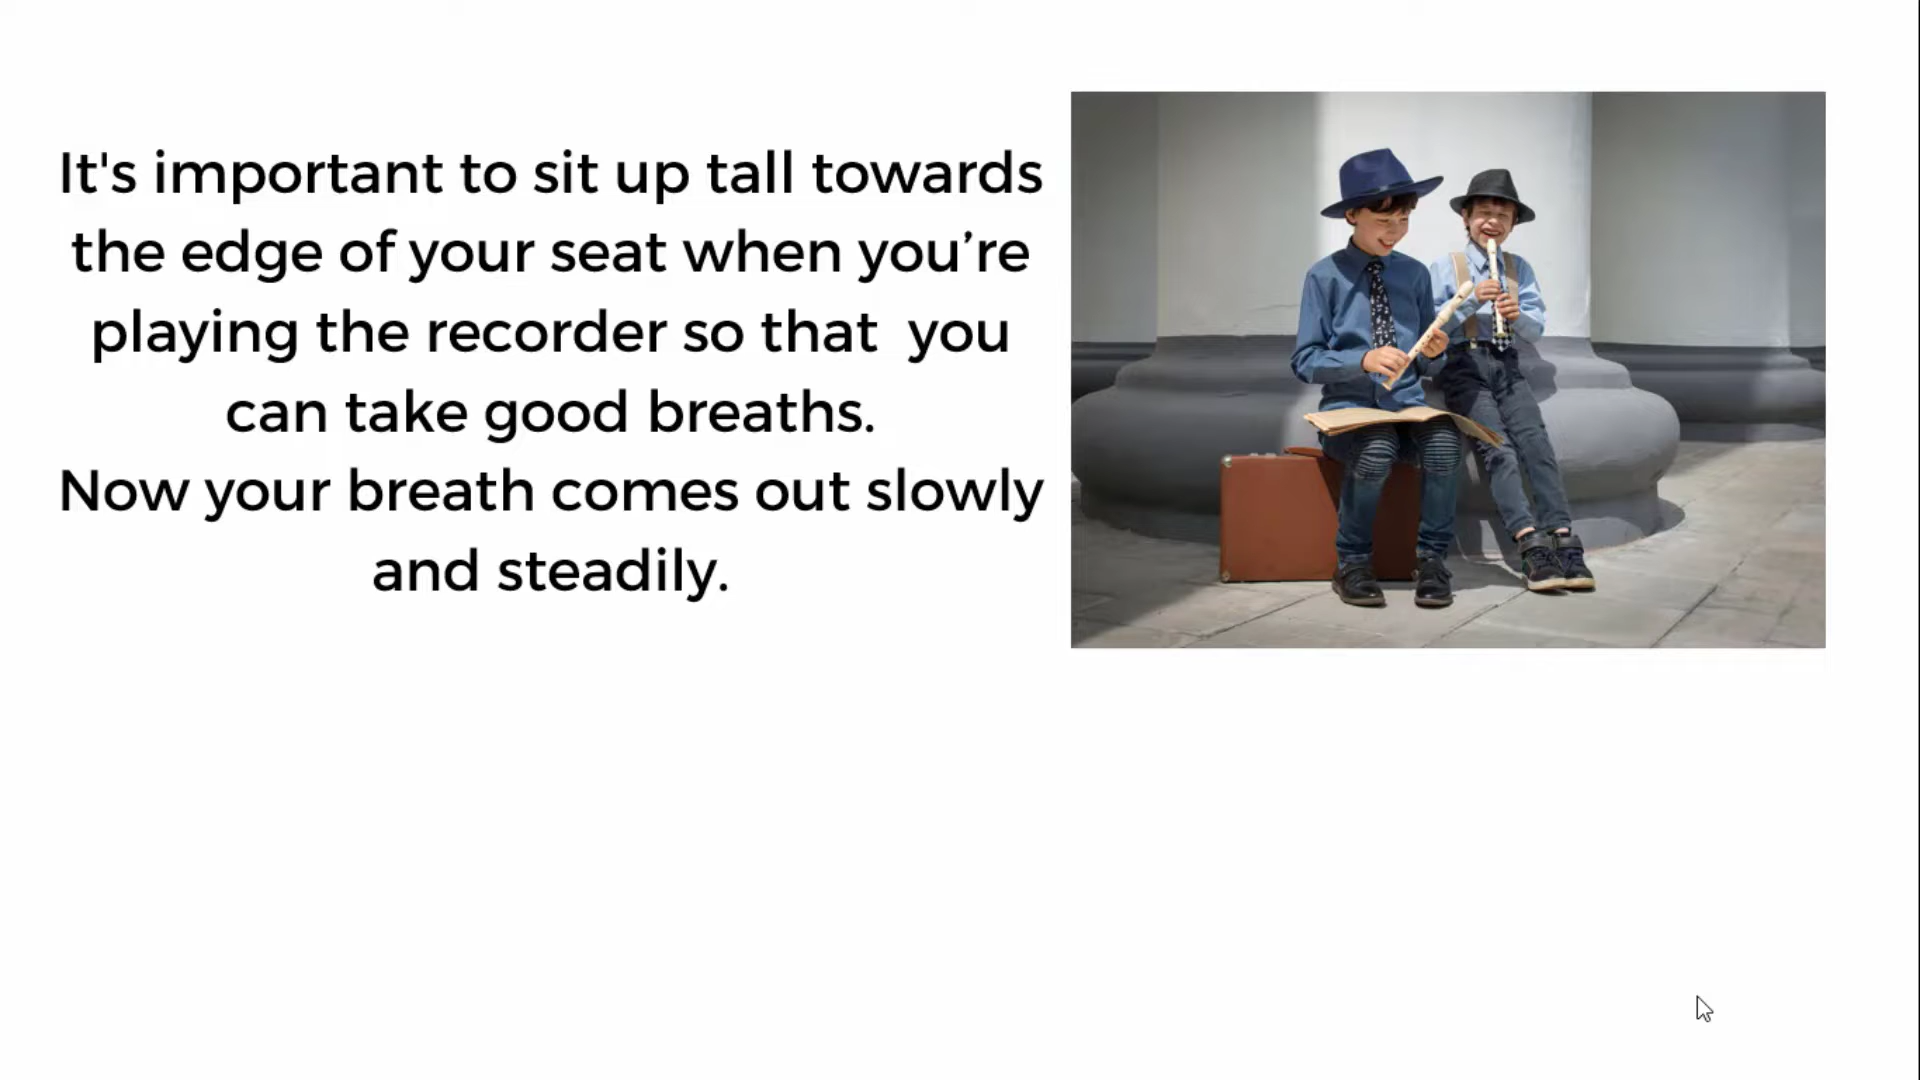 It's important to sit up tall towards
the edge of your seat when you’re
playing the recorder so that  you
can take good breaths.
Now your breath comes out slowly
and steadily.